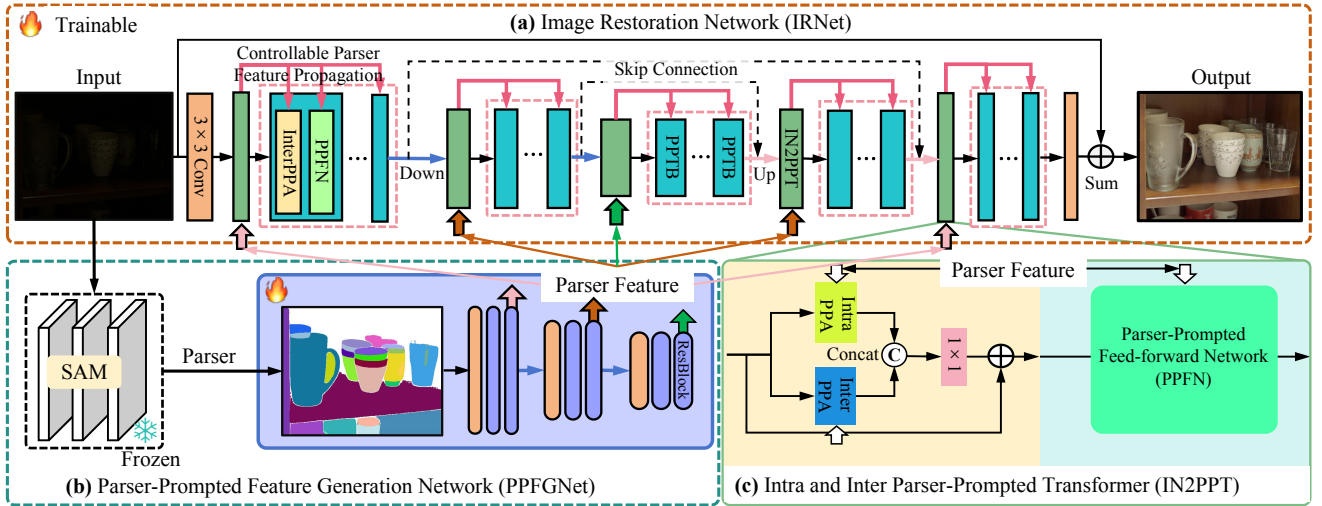 (a) Image Restoration Network (IRNet)
Trainable
Input
Controllable Parser
Feature Propagation
Skip Connection
Output
3 × 3 Conv
InterPPA
PPFN
...
Down
...
PPTB
...
PPTB
Up
IN2PPT
...
...
Sum
Parser Feature
SAM
Frozen
Parser
ResBlock
(b) Parser-Prompted Feature Generation Network (PPFGNet)
Parser Feature
Intra
PPA
Concat
C
1 × 1
Inter
PPA
Parser-Prompted
Feed-forward Network
(PPFN)
(c) Intra and Inter Parser-Prompted Transformer (IN2PPT)